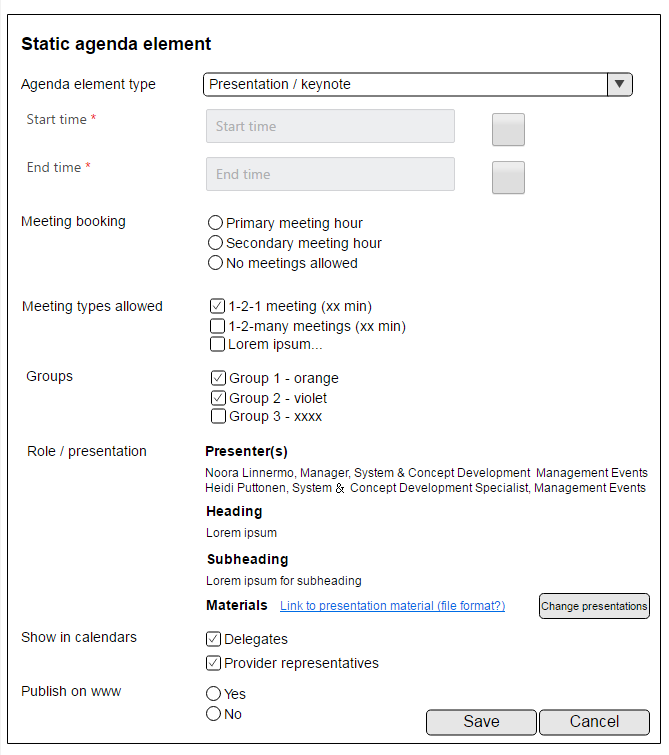 Static agenda element
Agenda element type Presentation / keynote
Start time * Start time
End time * End time
Meeting booking Primary meeting hour
Secondary meeting hour
No meetings allowed
Meeting types allowed 1-2-1 meeting (xx min)
1-2-many meetings (xx min)
Lorem ipsum...
Groups Group 1 - orange
Group 2 - violet
Group 3 - xxxx
Role / presentation Presenter(s)
Noora Linnermo, Manager, System & Concept Development Management Events
Heidi Puttonen, System & Concept Development Specialist, Management Events
Heading
Lorem ipsum
Subheading
Lorem ipsum for subheading
Materials Link to presentation material (file format?) Change presentations
Show in calendars Delegates
Provider representatives
Publish on www Yes
No
Save Cancel